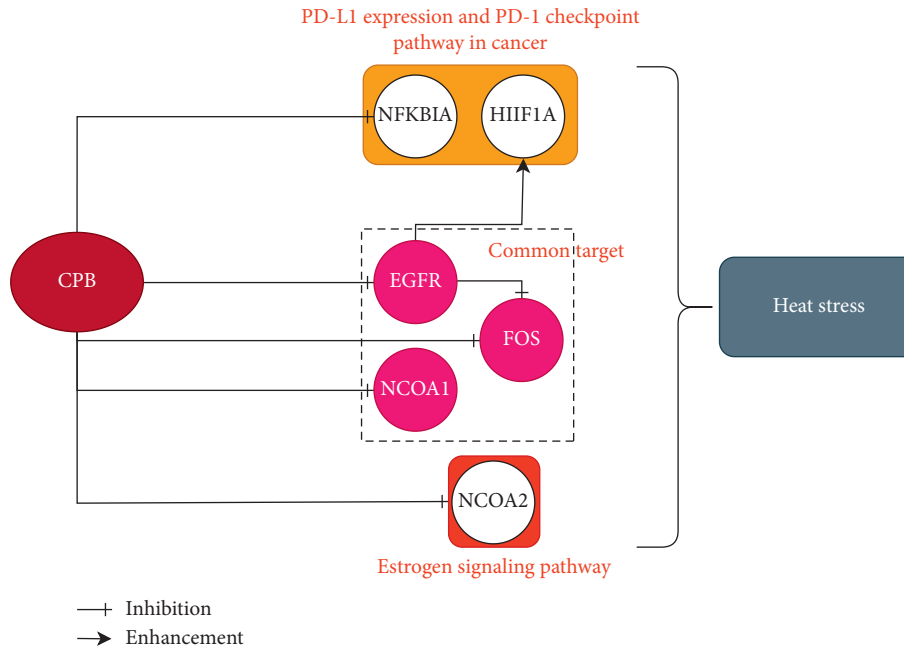 PD-L1 expression and PD-1 checkpoint
pathway in cancer
NFKBIA
HIIF1A
Common target
CPB
EGFR
Heat stress
FOS
NCOA1
NCOA2
Estrogen signaling pathway
Inhibition
Enhancement